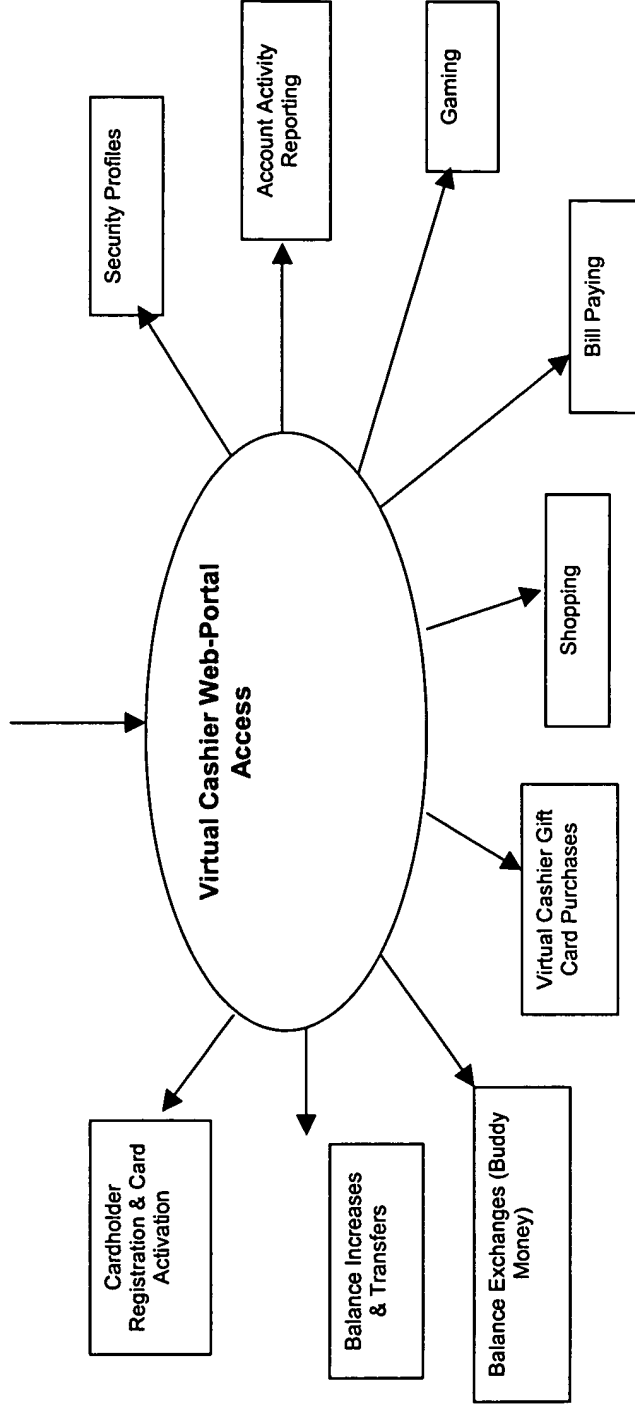 Virtual Cashier Web-Portal
Access
Cardholder
Registration & Card
Activation
Balance Increases
& Transfers
Balance Exchanges (Buddy
Money)
Virtual Cashier Gift
Card Purchases
Shopping
Bill Paying
Gaming
Account Activity
Reporting
Security Profiles